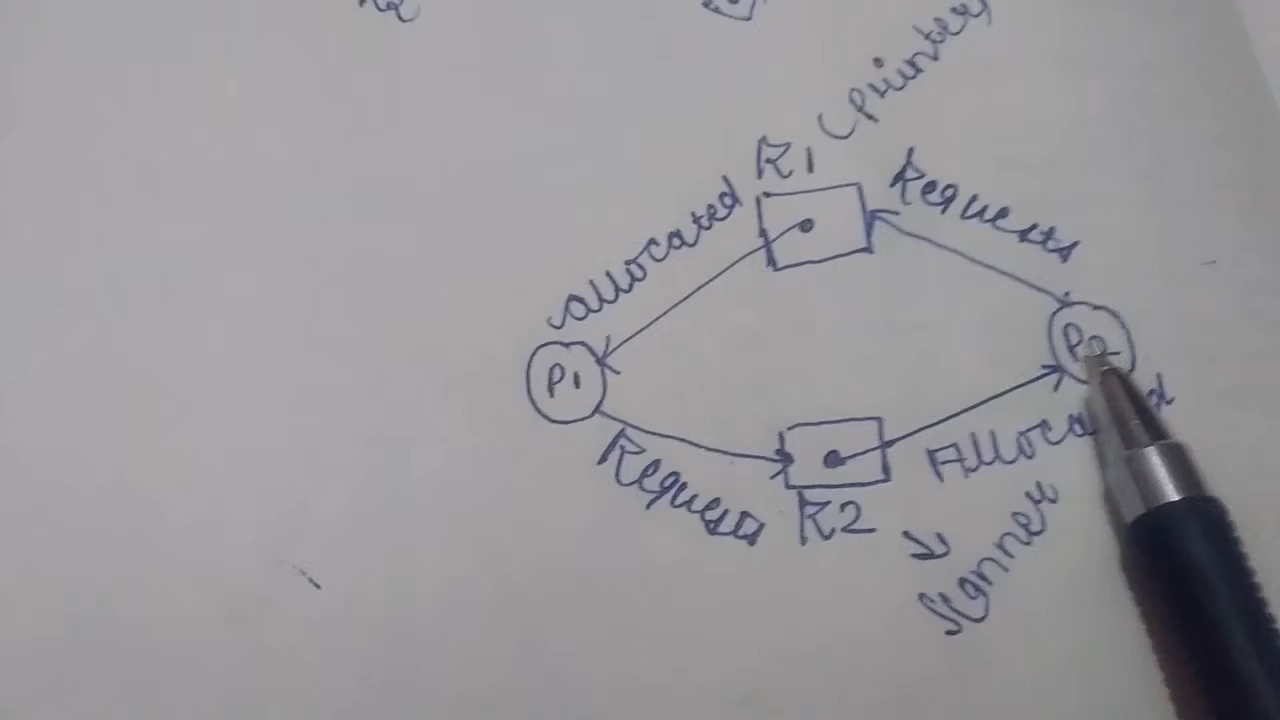 R1 (printer)
Requests
allocated
P1
P2
Allocated
Requests
R2
Scanner